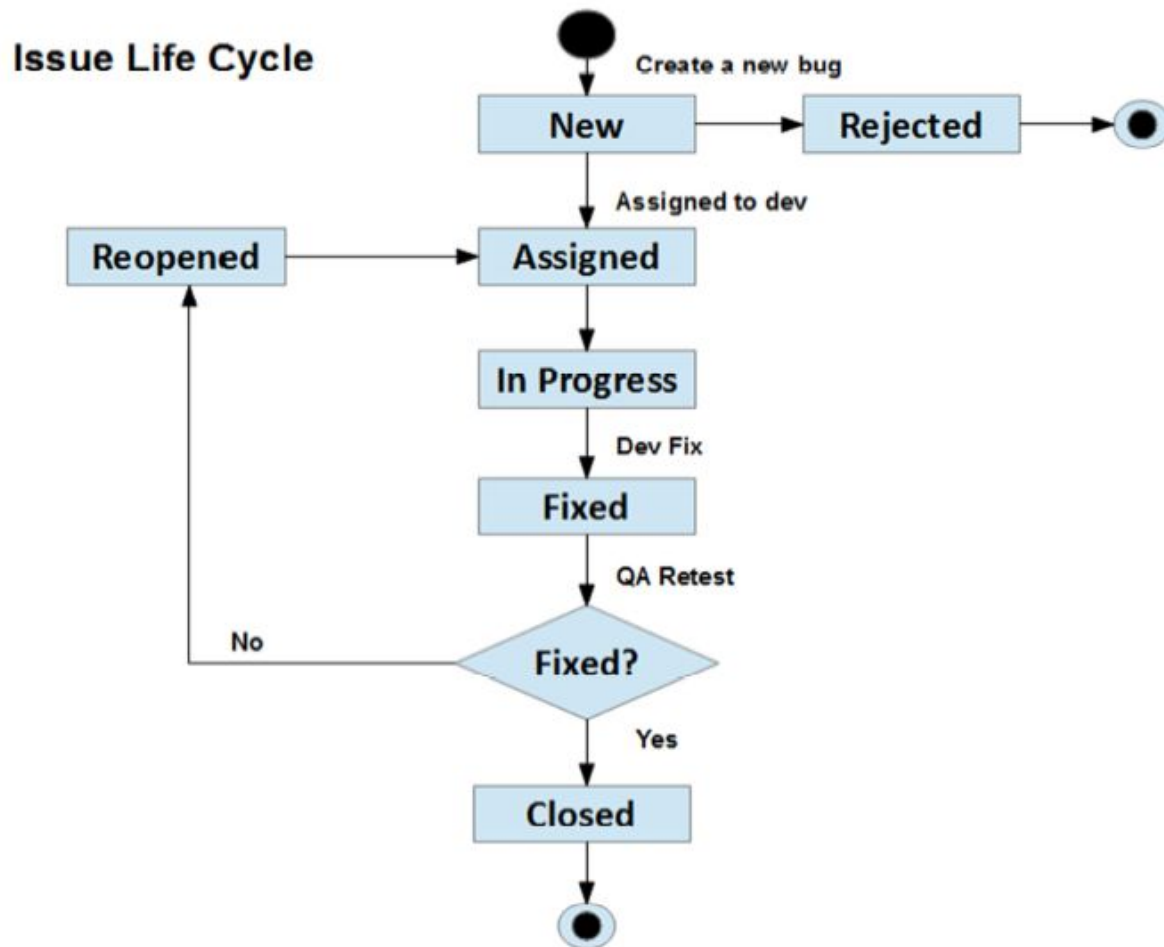 Issue Life Cycle
Create a new bug
New
Rejected
Assigned to dev
Reopened
Assigned
In Progress
Dev Fix
Fixed
QA Retest
No
Fixed?
Yes
Closed